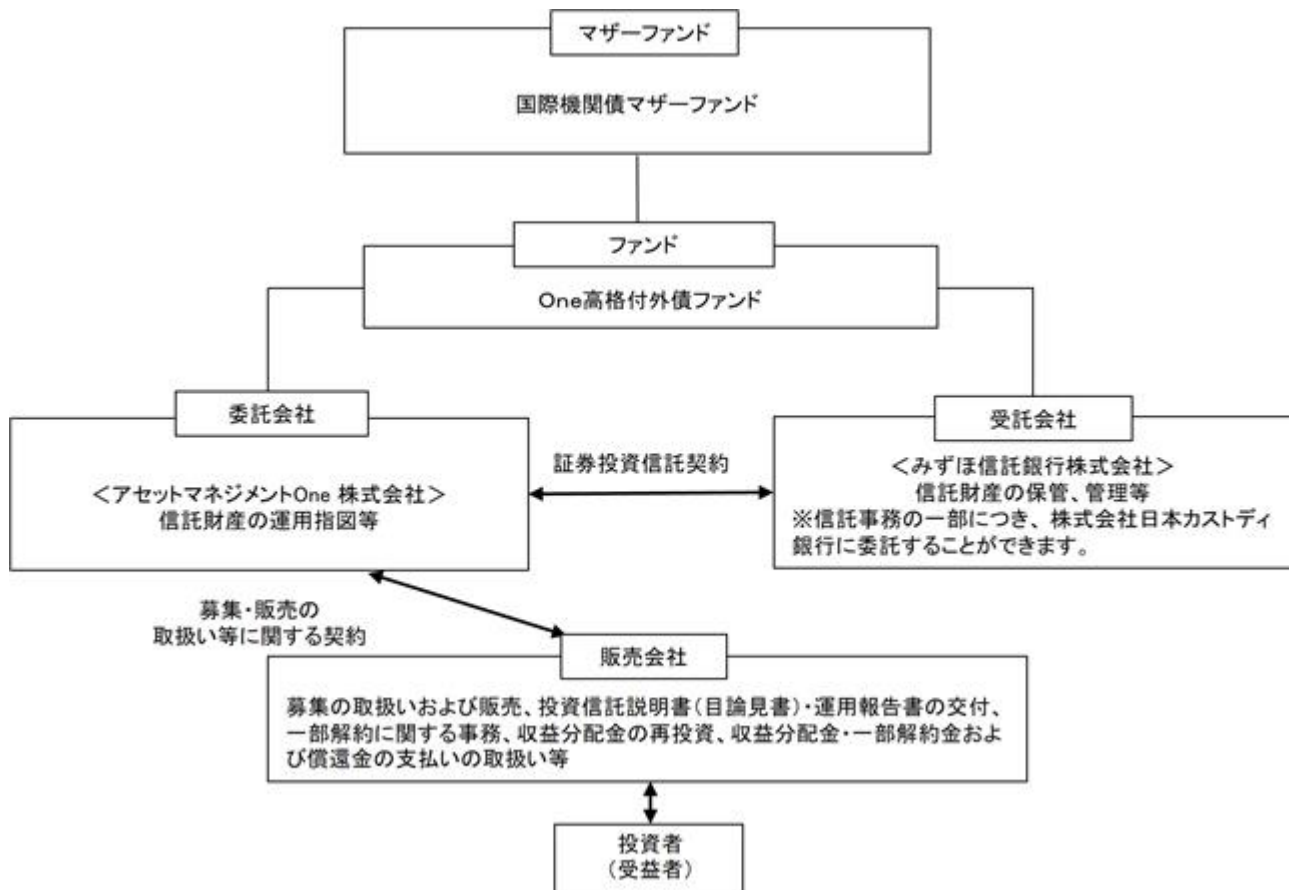 マザーファンド
国際機関債マザーファンド
ファンド
One高格付外債ファンド
委託会社
＜アセットマネジメントOne 株式会社＞
信託財産の運用指図等
証券投資信託契約
受託会社
＜みずほ信託銀行株式会社＞
信託財産の保管、管理等
※信託事務の一部につき、株式会社日本カストディ
銀行に委託することができます。
募集・販売の
取扱い等に関する契約
販売会社
募集の取扱いおよび販売、投資信託説明書（目論見書）・運用報告書の交付、
一部解約に関する事務、収益分配金の再投資、収益分配金・一部解約金およ
び償還金の支払いの取扱い等
投資者
（受益者）